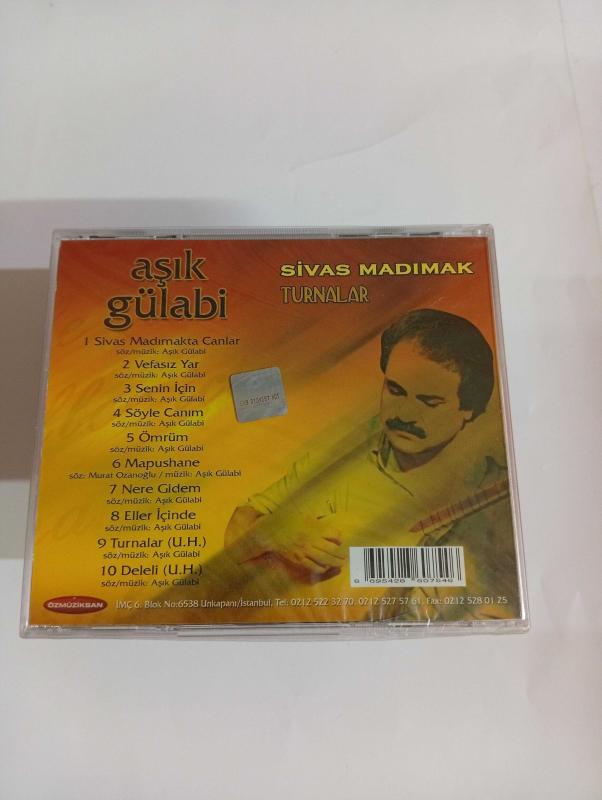 aşık
gülabi
SİVAS MADIMAK
TURNALAR
1 Sivas Madımakta Canlar
söz/müzik: Aşık Gülabi
2 Vefasız Yar
söz/müzik: Aşık Gülabi
3 Senin İçin
söz/müzik: Aşık Gülabi
4 Söyle Canım
söz/müzik: Aşık Gülabi
5 Ömrüm
söz/müzik: Aşık Gülabi
6 Mapushane
söz: Murat Ozanoğlu / müzik: Aşık Gülabi
7 Nere Gidem
söz/müzik: Aşık Gülabi
8 Eller İçinde
söz/müzik: Aşık Gülabi
9 Turnalar (U.H.)
söz/müzik: Aşık Gülabi
10 Deleli (U.H.)
söz/müzik: Aşık Gülabi
ÖZMÜZİKSAN
İMÇ 6. Blok No:6538 Unkapanı/İstanbul, Tel: 0212 522 32 70, 0212 527 57 61, Fax: 0212 528 01 25